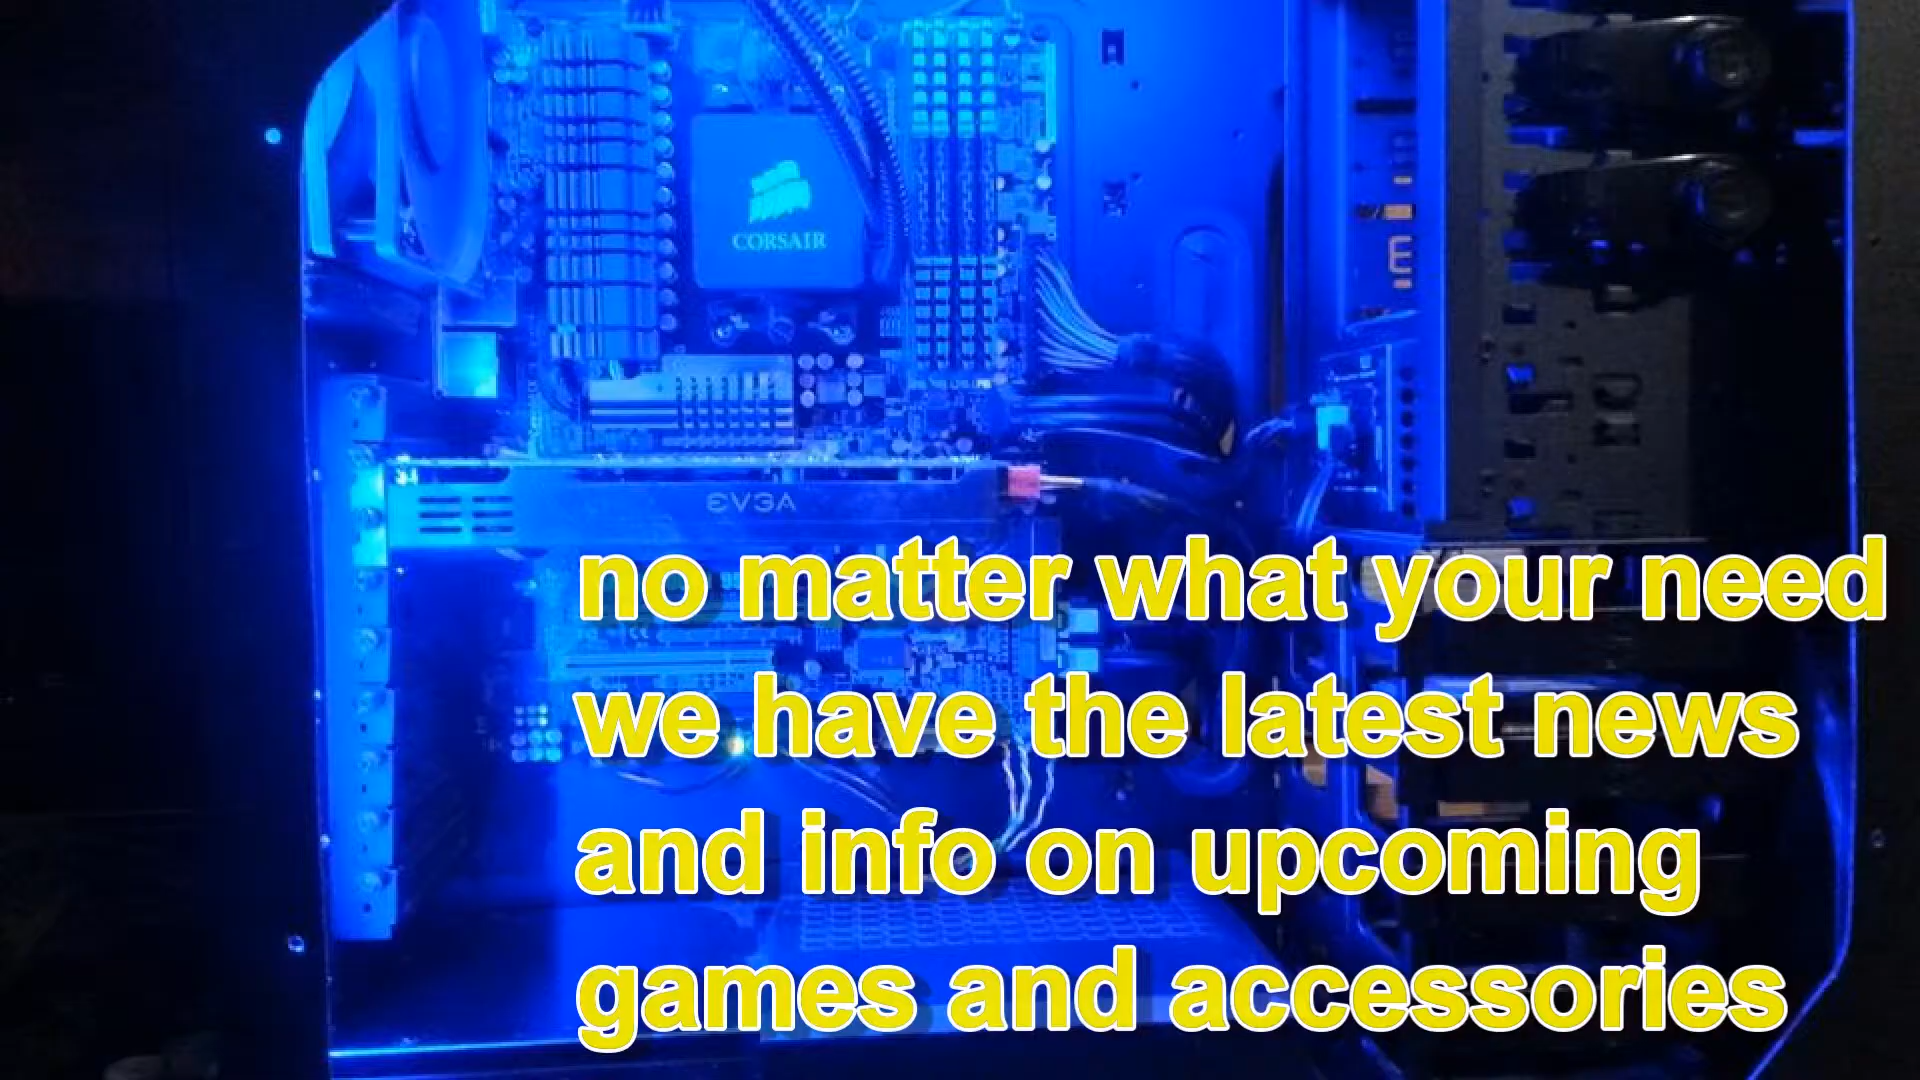 CORSAIR
EVGA
no matter what your need
we have the latest news
and info on upcoming
games and accessories